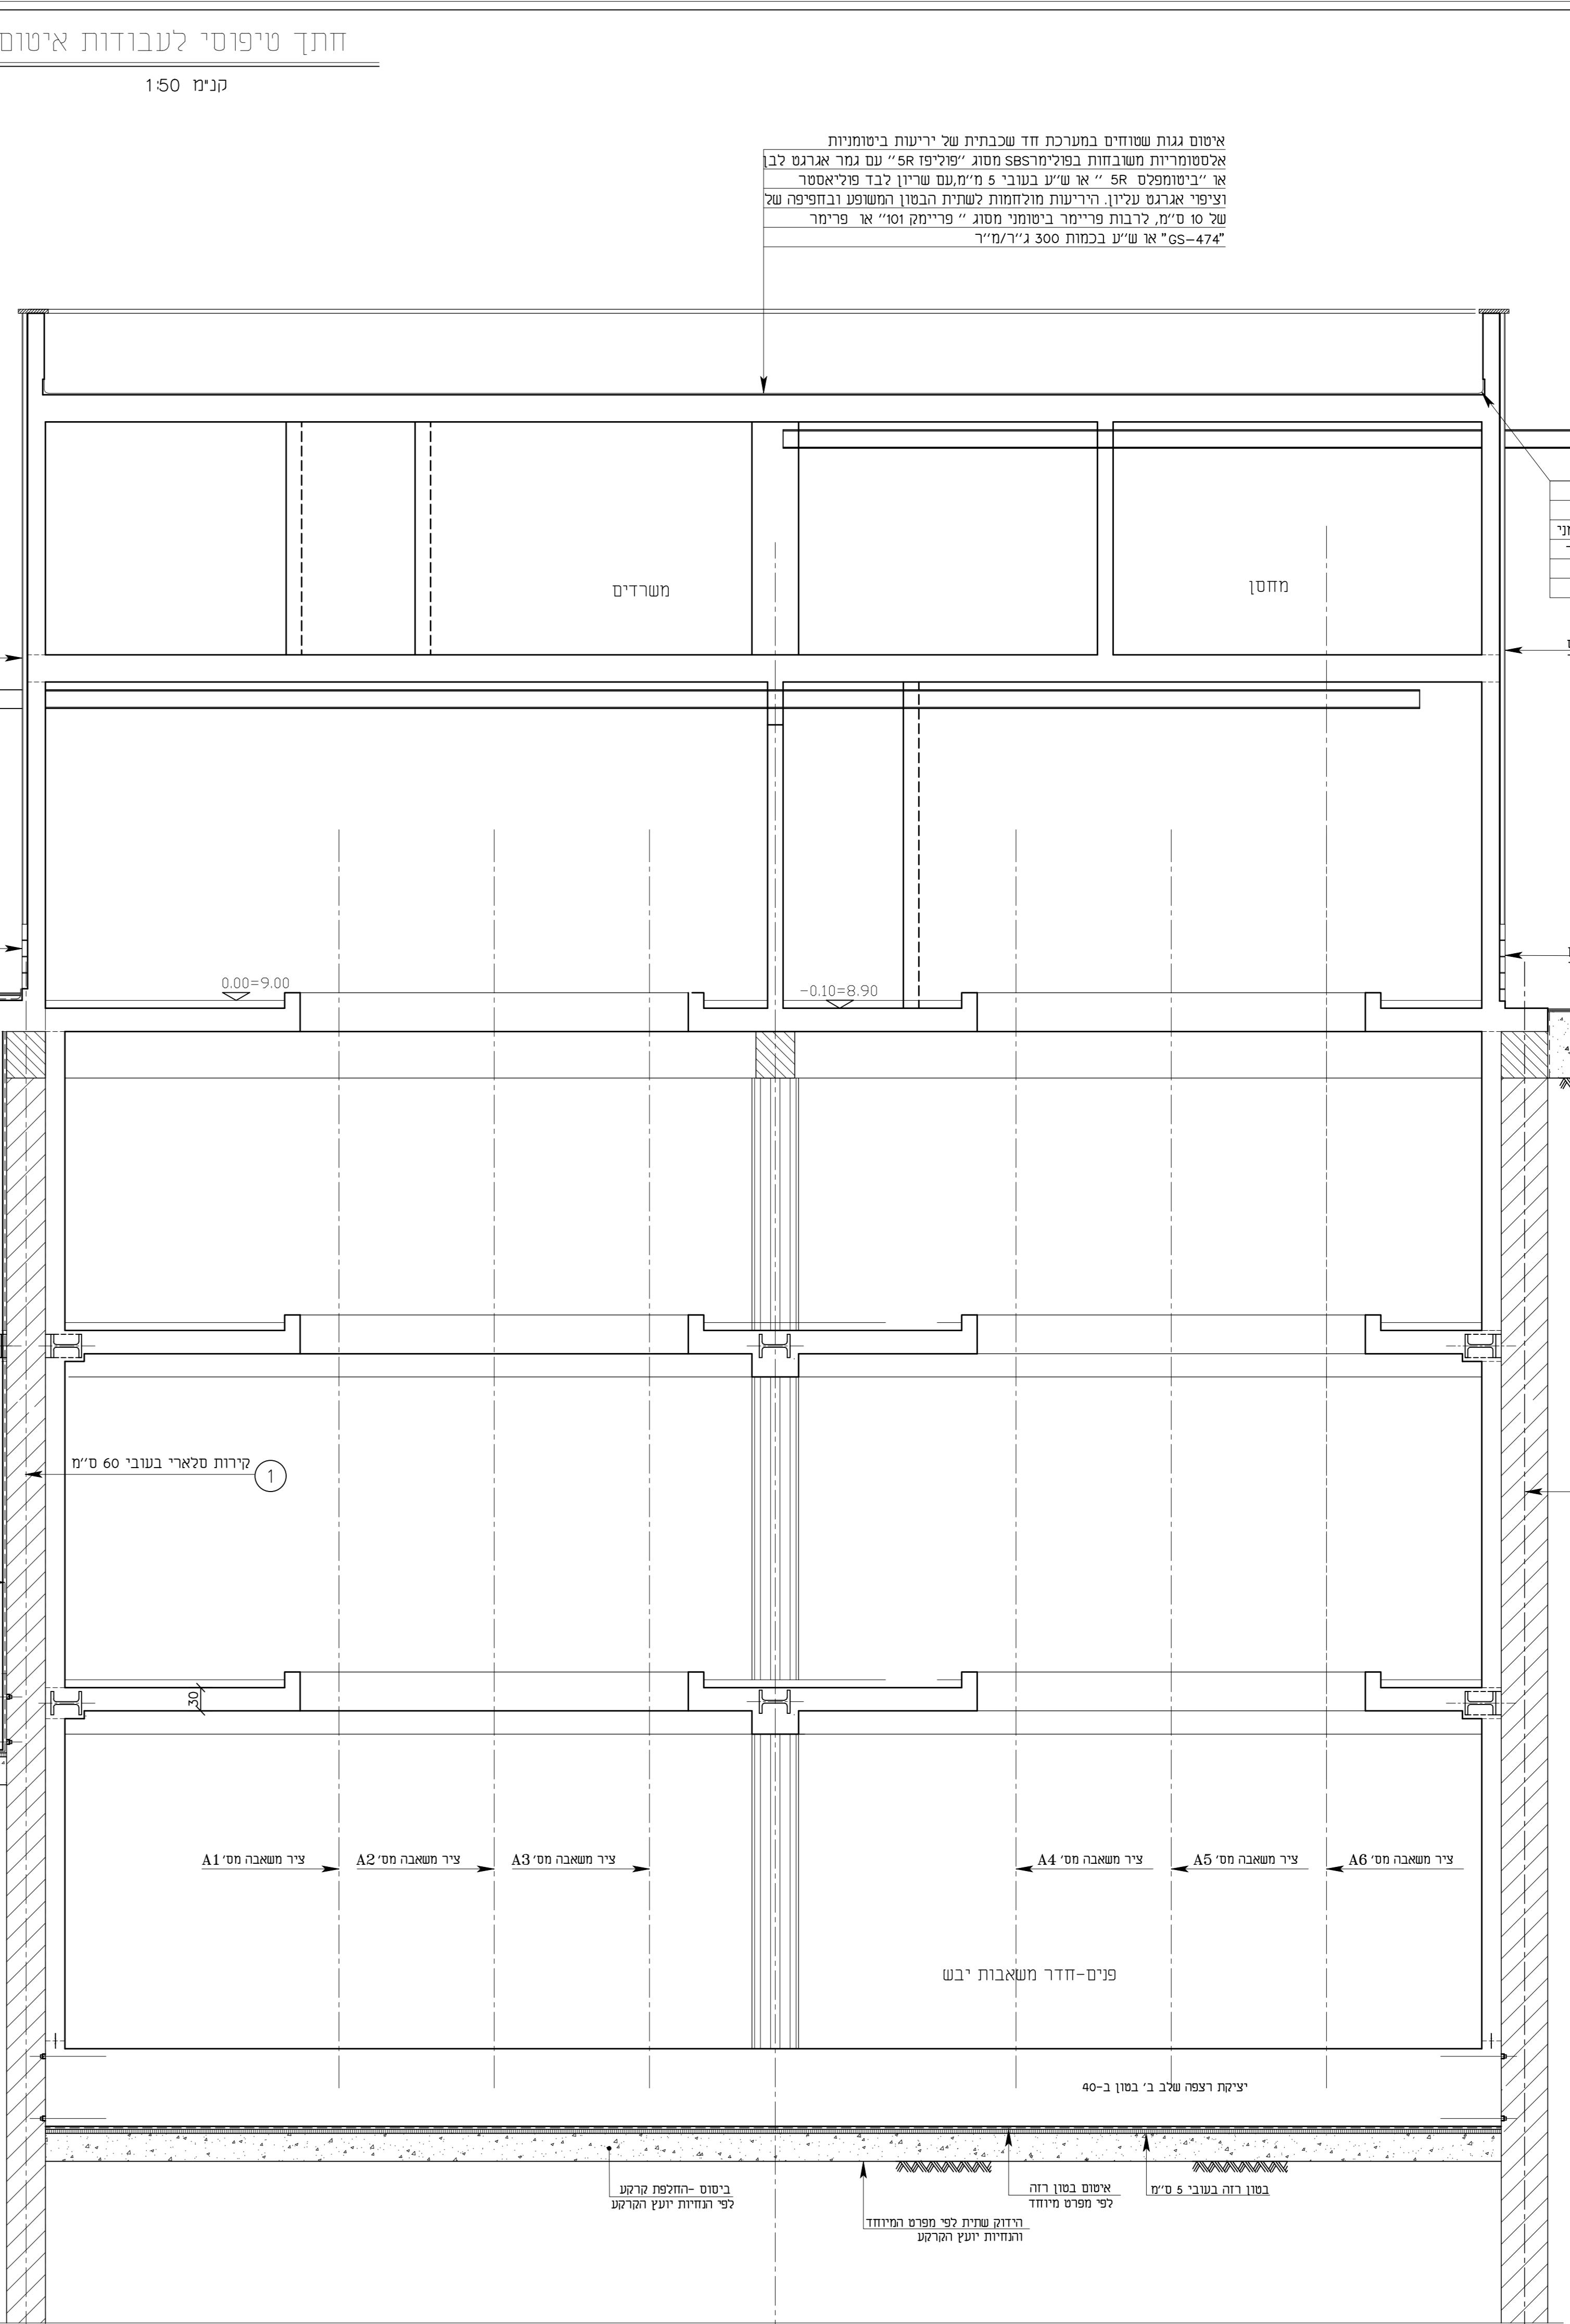 חתך טיפוסי לעבודות איטום
קנ"מ 1:50
איטום גגות שטוחים במערכת חד שכבתית של יריעות ביטומניות
אלסטומריות משובחות בפולימרSBS מסוג ''פוליפז 5R'' עם גמר אגרגט לבן
או ''ביטומפלס 5R '' או ש''ע בעובי 5 מ''מ,עם שריון לבד פוליאסטר
וציפוי אגרגט עליון. היריעות מולחמות לשתית הבטון המשופע ובחפיפה של
של 10 ס''מ, לרבות פריימר ביטומני מסוג '' פריימק 101'' או פרימר
"GS-474" או ש''ע בכמות 300 ג''ר/מ''ר
משרדים
מחסן
0.00=9.00
-0.10=8.90
קירות סלארי בעובי 60 ס''מ
1
30
ציר משאבה מס' A1
ציר משאבה מס' A2
ציר משאבה מס' A3
ציר משאבה מס' A4
ציר משאבה מס' A5
ציר משאבה מס' A6
פנים-חדר משאבות יבש
יציקת רצפה שלב ב' בטון ב-40
בטון רזה בעובי 5 ס''מ
איטום בטון רזה
לפי מפרט מיוחד
ביסוס -החלפת קרקע
לפי הנחיות יועץ הקרקע
הידוק שתית לפי מפרט המיוחד
והנחיות יועץ הקרקע